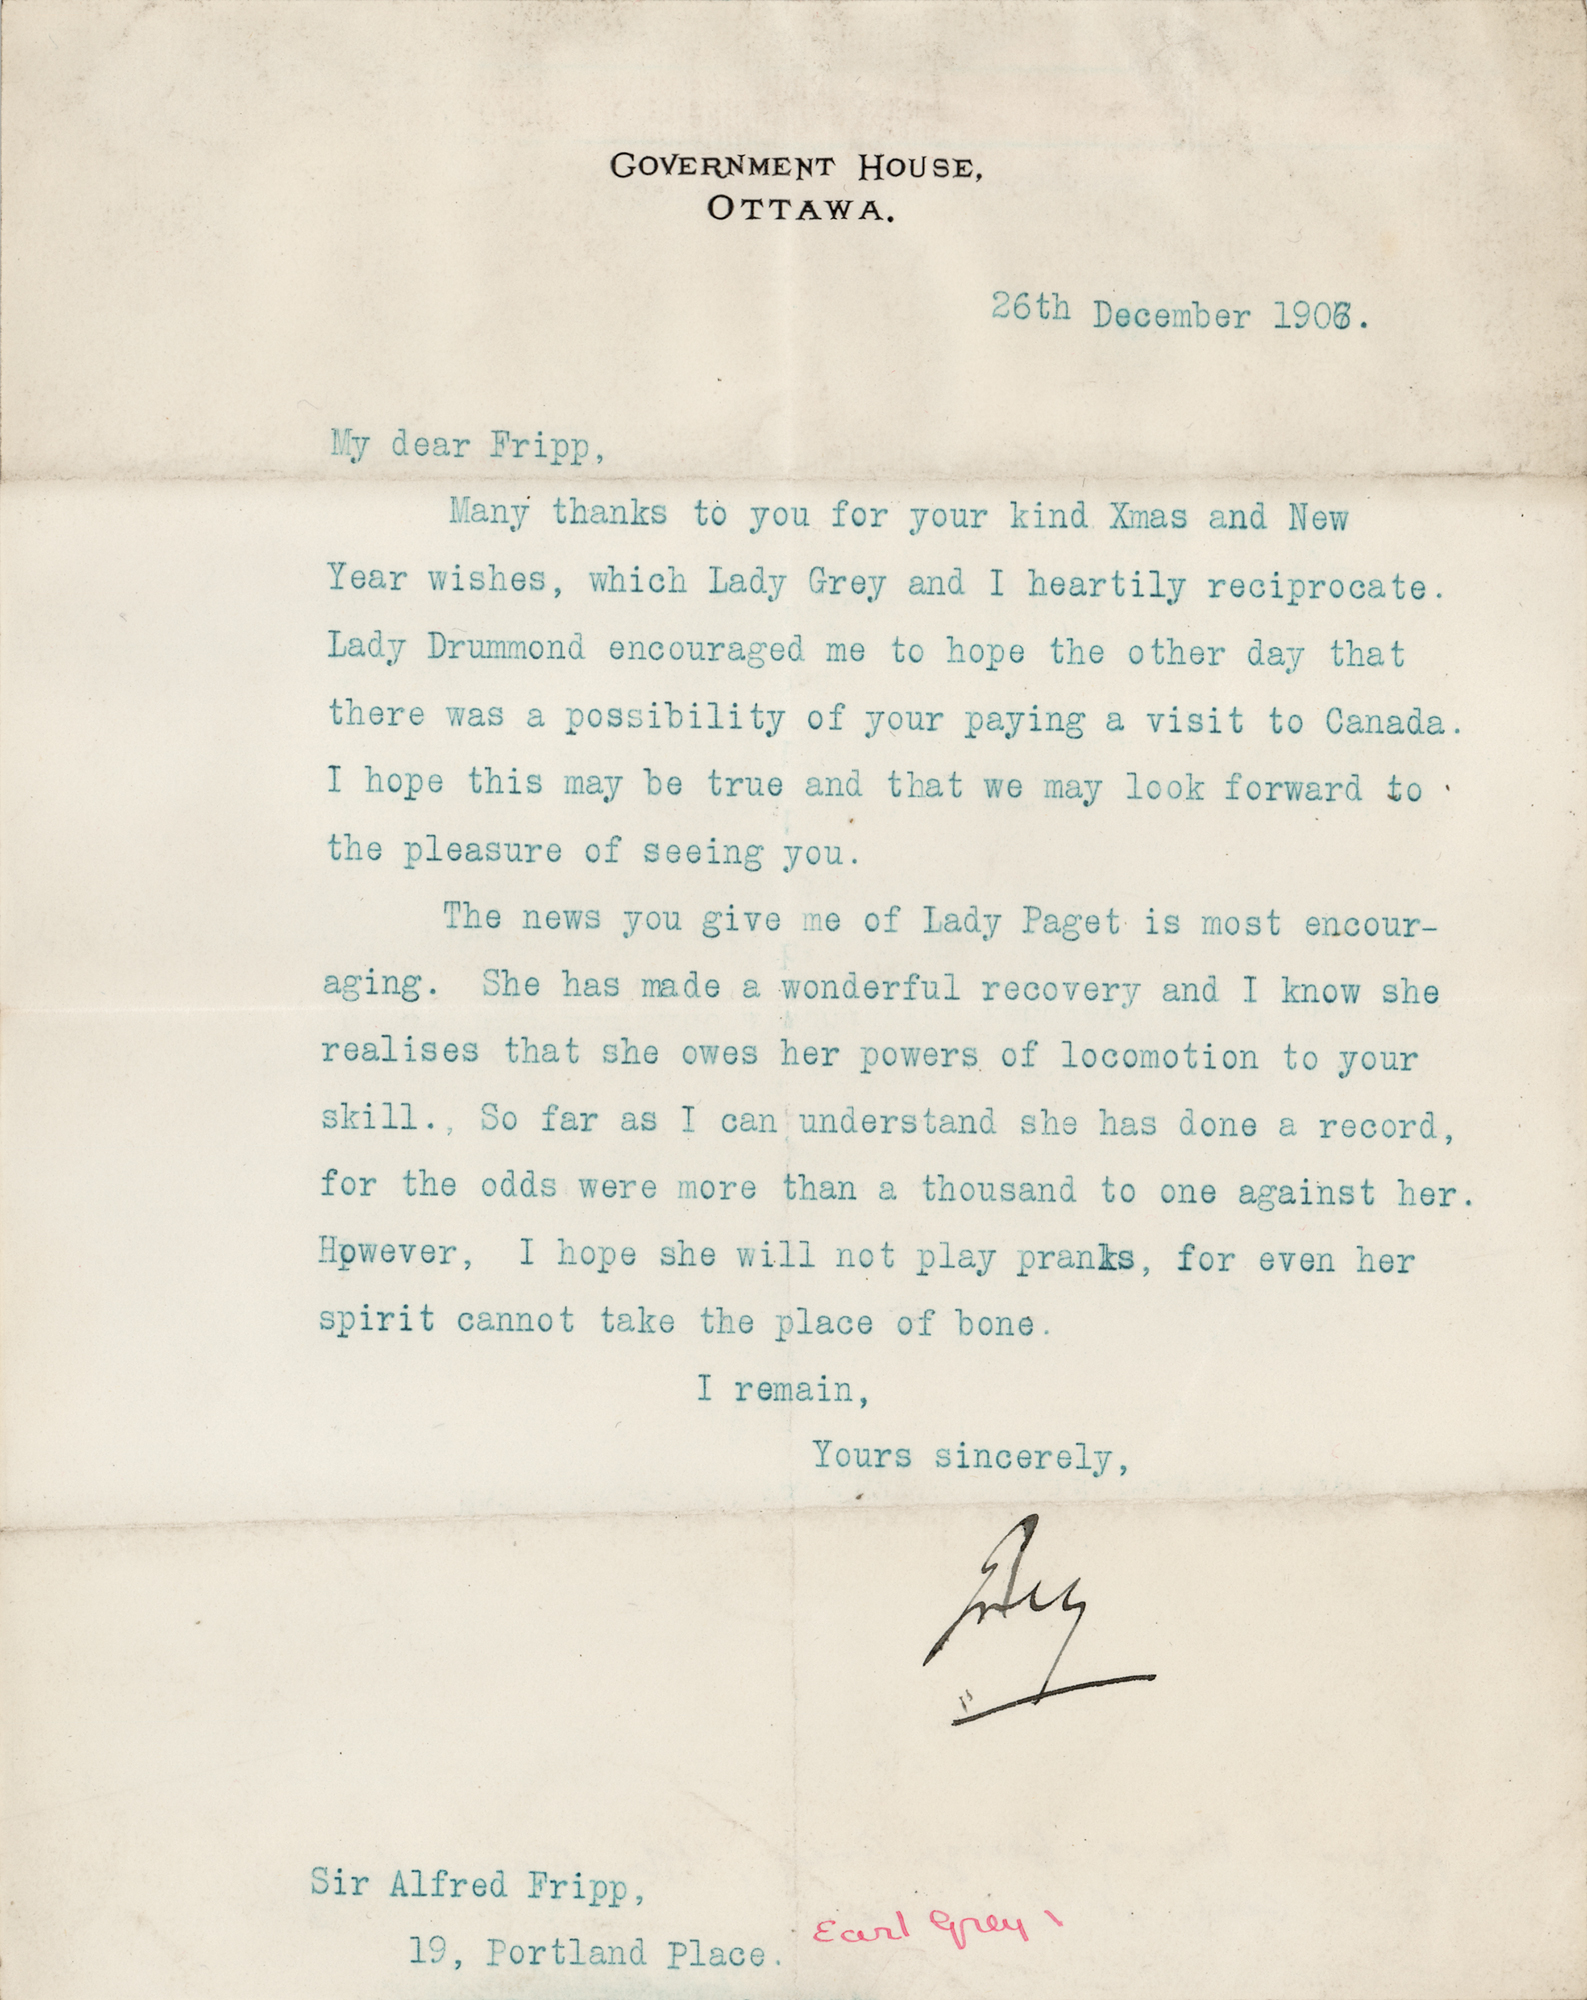 GOVERNMENT HOUSE,
OTTAWA.
26th December 1906.
My dear Fripp,
Many thanks to you for your kind Xmas and New
Year wishes, which Lady Grey and I heartily reciprocate.
Lady Drummond encouraged me to hope the other day that
there was a possibility of your paying a visit to Canada.
I hope this may be true and that we may look forward to
the pleasure of seeing you.
The news you give me of Lady Paget is most encour-
aging. She has made a wonderful recovery and I know she
realises that she owes her powers of locomotion to your
skill., So far as I can understand she has done a record,
for the odds were more than a thousand to one against her.
However, I hope she will not play pranks, for even her
spirit cannot take the place of bone.
I remain,
Yours sincerely,
Grey
Sir Alfred Fripp,
19, Portland Place.
Earl Grey